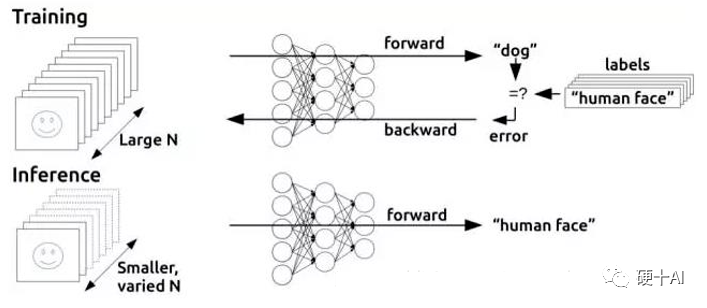 Training
forward
"dog"
labels
=?
"human face"
Large N
backward
error
Inference
forward
"human face"
Smaller,
varied N
硬十AI